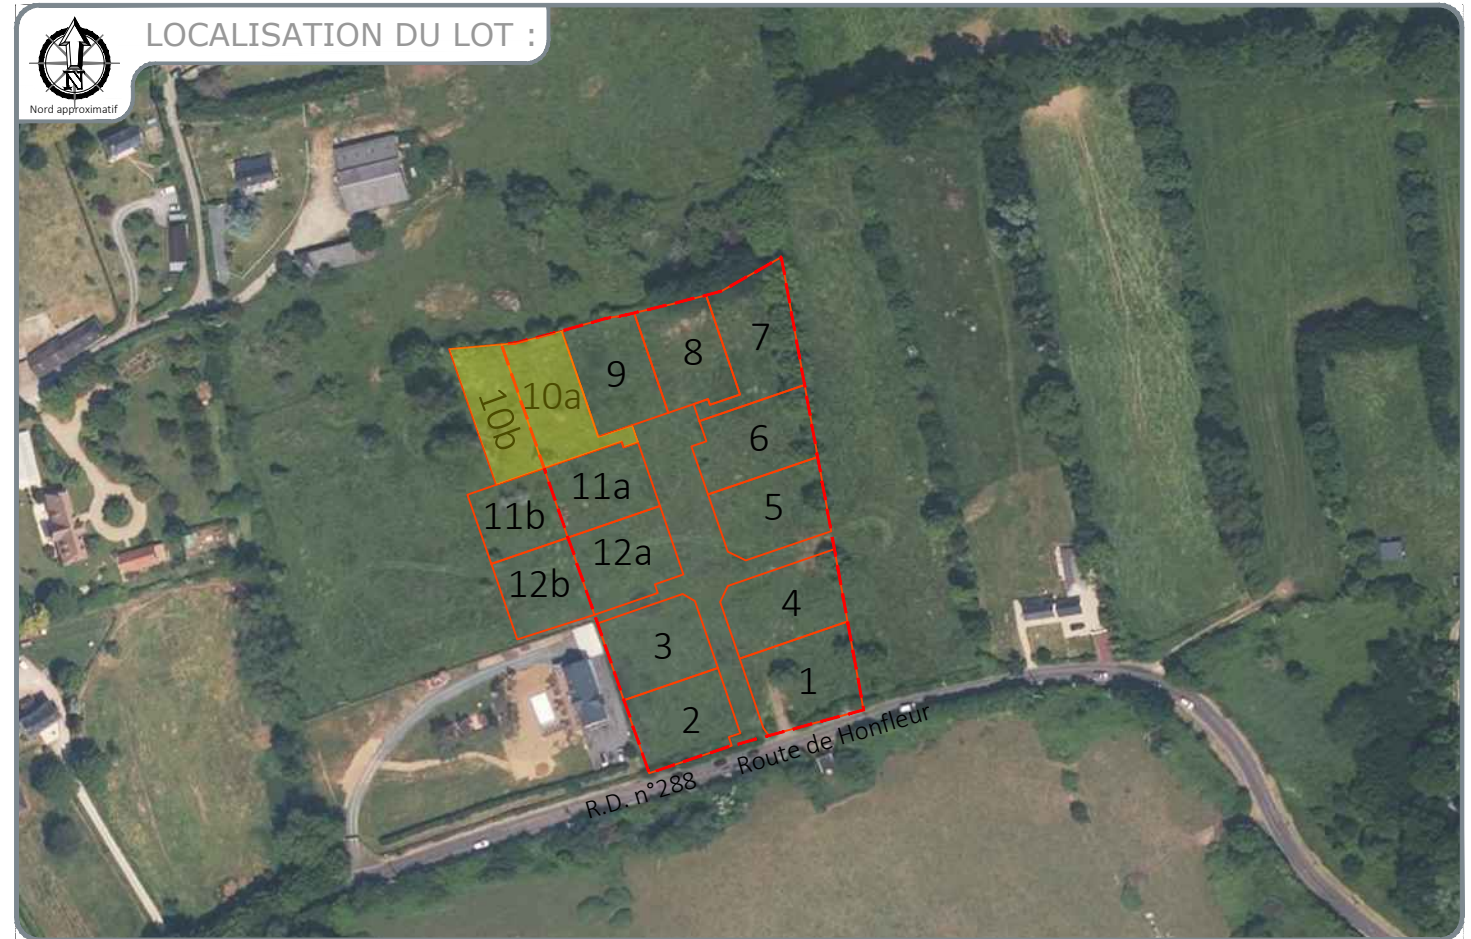 LOCALISATION DU LOT :
N
Nord approximatif
7
8
9
10a
10b
6
11a
5
11b
12a
12b
4
3
1
2
Route de Honfleur
R.D. n°288